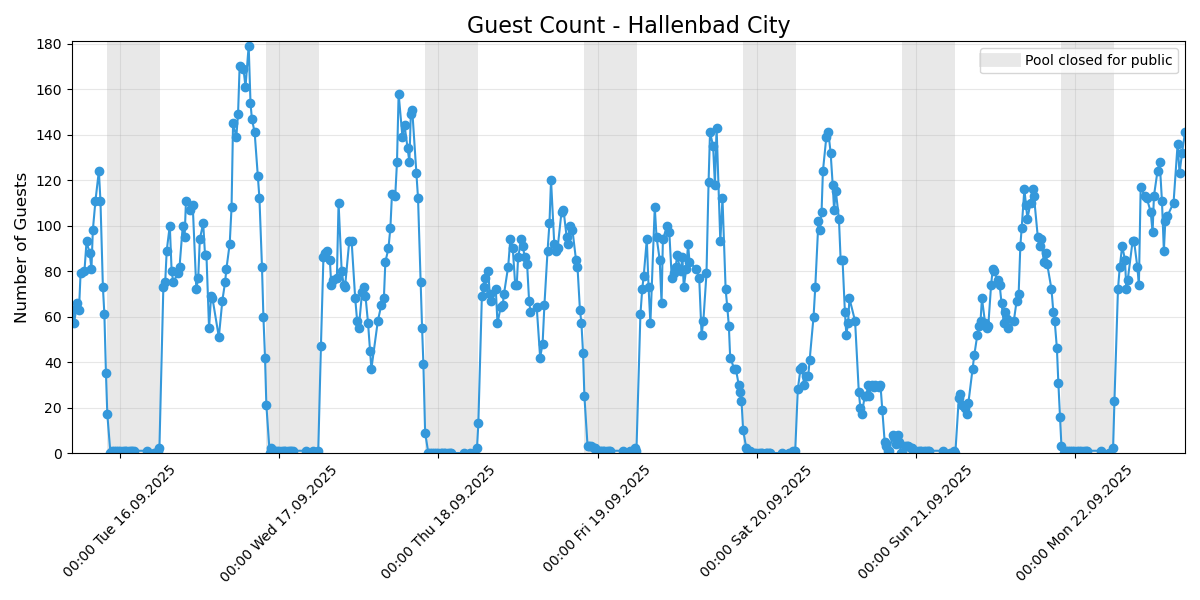 Guest Count - Hallenbad City
Pool closed for public
Number of Guests
180
160
140
120
100
80
60
40
20
0
00:00 Tue 16.09.2025
00:00 Wed 17.09.2025
00:00 Thu 18.09.2025
00:00 Fri 19.09.2025
00:00 Sat 20.09.2025
00:00 Sun 21.09.2025
00:00 Mon 22.09.2025